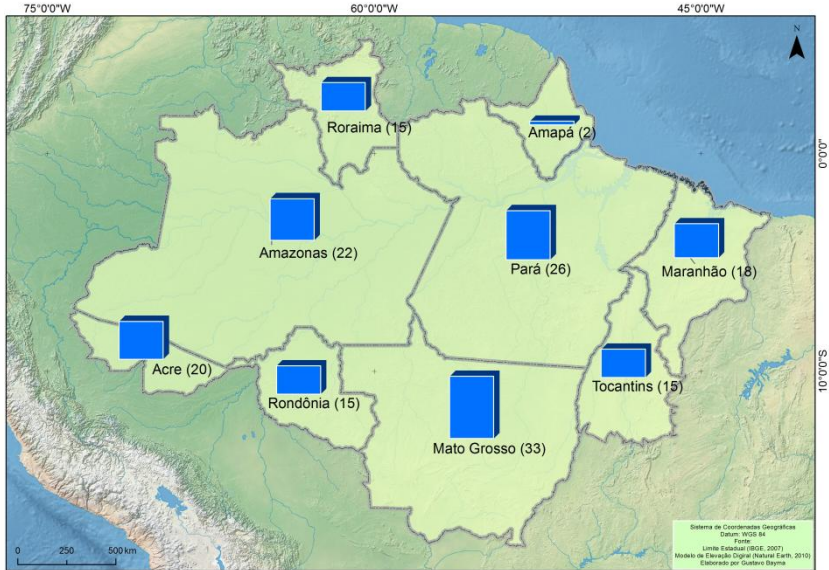 75°0'0"W
60°0'0"W
45°0'0"W
N
Roraima (15)
Amapá (2)
0°0'0"
Amazonas (22)
Pará (26)
Maranhão (18)
Acre (20)
Rondônia (15)
Tocantins (15)
10°0'0"S
Mato Grosso (33)
0 250 500 km
Sistema de Coordenadas Geográficas
Datum: WGS 84
Fonte:
Limite Estadual (IBGE, 2007)
Modelo de Elevação Digital (Natural Earth, 2010)
Elaborado por Gustavo Bayma